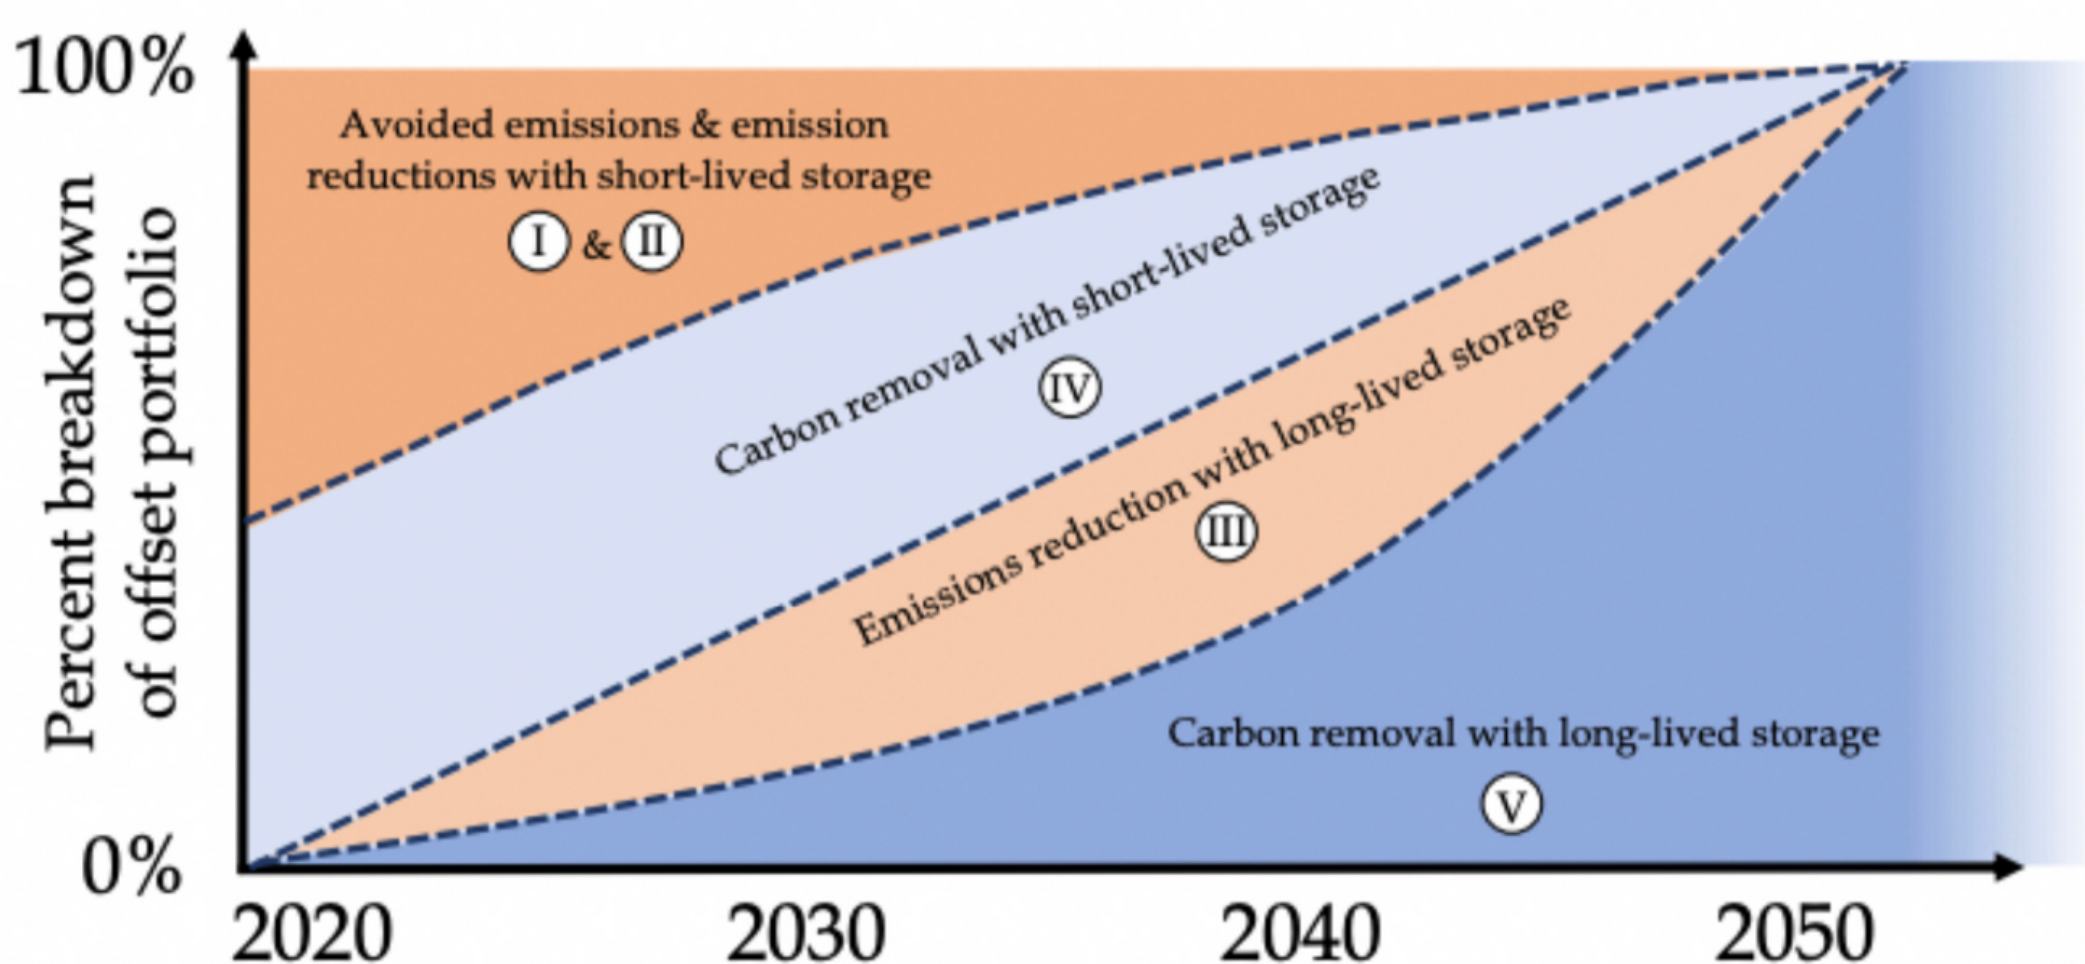 100%
Avoided emissions & emission
reductions with short-lived storage
I & II
Carbon removal with short-lived storage
IV
Emissions reduction with long-lived storage
III
Carbon removal with long-lived storage
V
Percent breakdown
of offset portfolio
0%
2020 2030 2040 2050